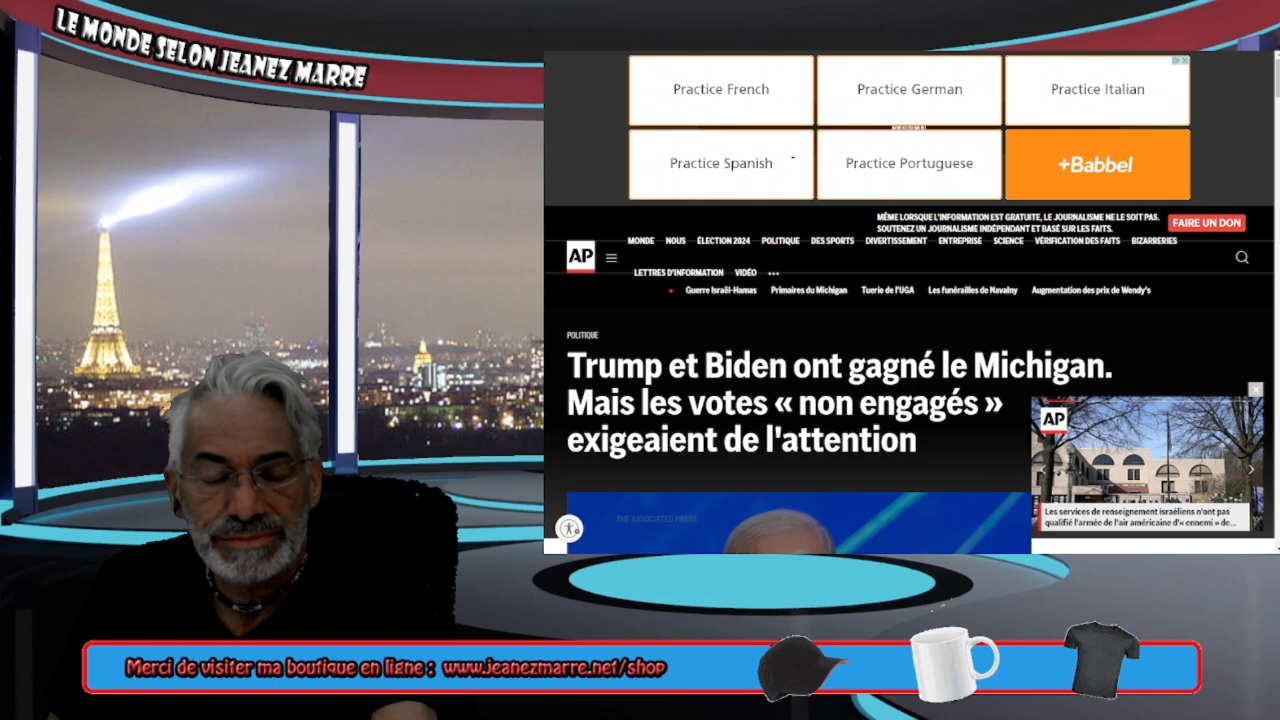 LE MONDE SELON JEANEZ MARRE
Practice French
Practice German
Practice Italian
Practice Spanish
Practice Portuguese
+Babbel
MÊME LORSQUE L'INFORMATION EST GRATUITE, LE JOURNALISME NE LE SOIT PAS.
SOUTENEZ UN JOURNALISME INDÉPENDANT ET BASÉ SUR LES FAITS.
FAIRE UN DON
AP
MONDE NOUS ÉLECTION 2024 POLITIQUE DES SPORTS DIVERTISSEMENT ENTREPRISE SCIENCE VÉRIFICATION DES FAITS BIZARRERIES
LETTRES D'INFORMATION VIDÉO •••
Guerre Israël-Hamas Primaires du Michigan Tuerie de l'UGA Les funérailles de Navalny Augmentation des prix de Wendy's
POLITIQUE
Trump et Biden ont gagné le Michigan.
Mais les votes « non engagés »
exigeaient de l'attention
AP
Les services de renseignement israéliens n'ont pas
qualifié l'armée de l'air américaine d'« ennemi » de...
THE ASSOCIATED PRESS
Merci de visiter ma boutique en ligne : www.jeanezmarre.net/shop